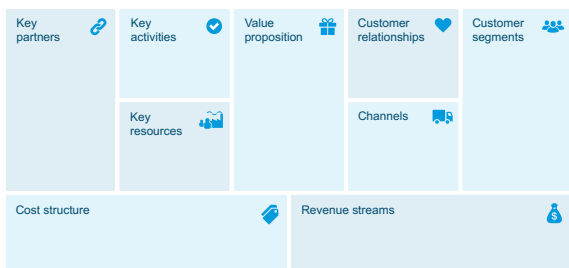 Key
partners
Key
activities
Key
resources
Value
proposition
Customer
relationships
Channels
Customer
segments
Cost structure
Revenue streams
$